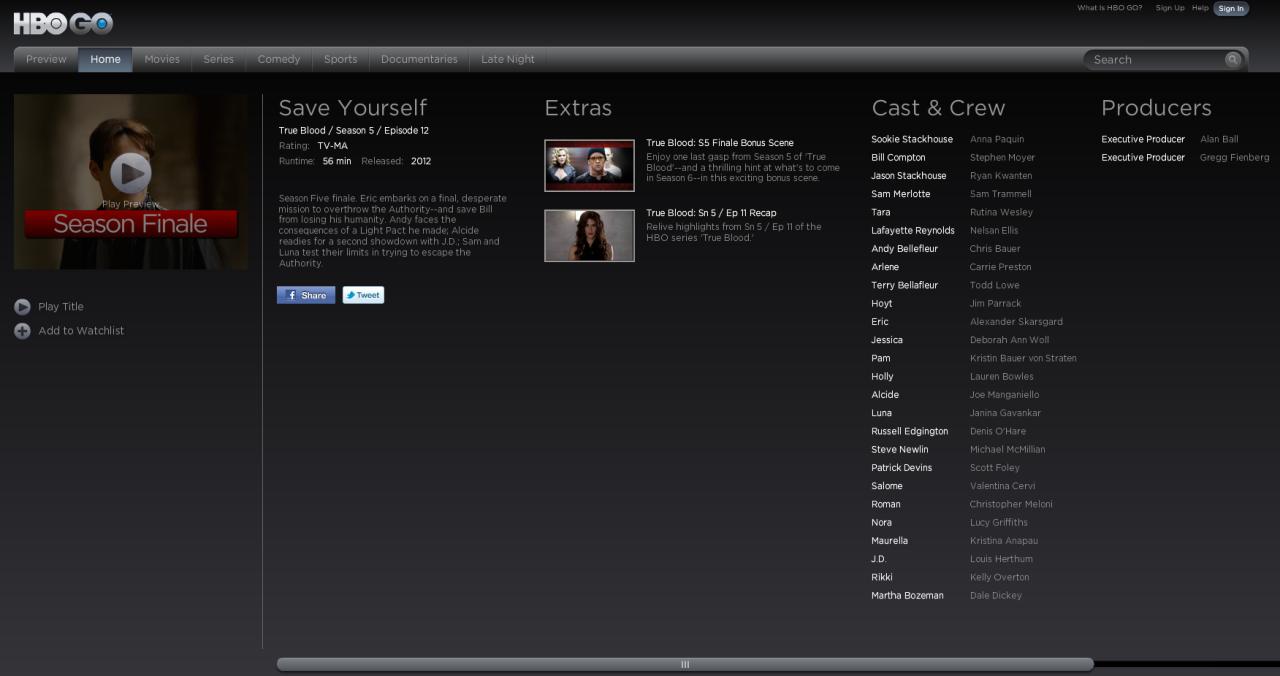 What Is HBO GO? Sign Up Help Sign In
HBO GO
Preview Home Movies Series Comedy Sports Documentaries Late Night Search
Play Preview
Season Finale
Play Title
Add to Watchlist
Save Yourself
True Blood / Season 5 / Episode 12
Rating: TV-MA
Runtime: 56 min Released: 2012
Season Five finale. Eric embarks on a final, desperate
mission to overthrow the Authority--and save Bill
from losing his humanity. Andy faces the
consequences of a Light Pact he made; Alcide
readies for a second showdown with J.D.; Sam and
Luna test their limits in trying to escape the
Authority.
Share Tweet
Extras
True Blood: S5 Finale Bonus Scene
Enjoy one last gasp from Season 5 of 'True
Blood'--and a thrilling hint at what's to come
in Season 6--in this exciting bonus scene.
True Blood: Sn 5 / Ep 11 Recap
Relive highlights from Sn 5 / Ep 11 of the
HBO series 'True Blood.'
Cast & Crew
Sookie Stackhouse Anna Paquin
Bill Compton Stephen Moyer
Jason Stackhouse Ryan Kwanten
Sam Merlotte Sam Trammell
Tara Rutina Wesley
Lafayette Reynolds Nelsan Ellis
Andy Bellefleur Chris Bauer
Arlene Carrie Preston
Terry Bellafleur Todd Lowe
Hoyt Jim Parrack
Eric Alexander Skarsgard
Jessica Deborah Ann Woll
Pam Kristin Bauer von Straten
Holly Lauren Bowles
Alcide Joe Manganiello
Luna Janina Gavankar
Russell Edgington Denis O'Hare
Steve Newlin Michael McMillian
Patrick Devins Scott Foley
Salome Valentina Cervi
Roman Christopher Meloni
Nora Lucy Griffiths
Maurella Kristina Anapau
J.D. Louis Herthum
Rikki Kelly Overton
Martha Bozeman Dale Dickey
Producers
Executive Producer Alan Ball
Executive Producer Gregg Fienberg